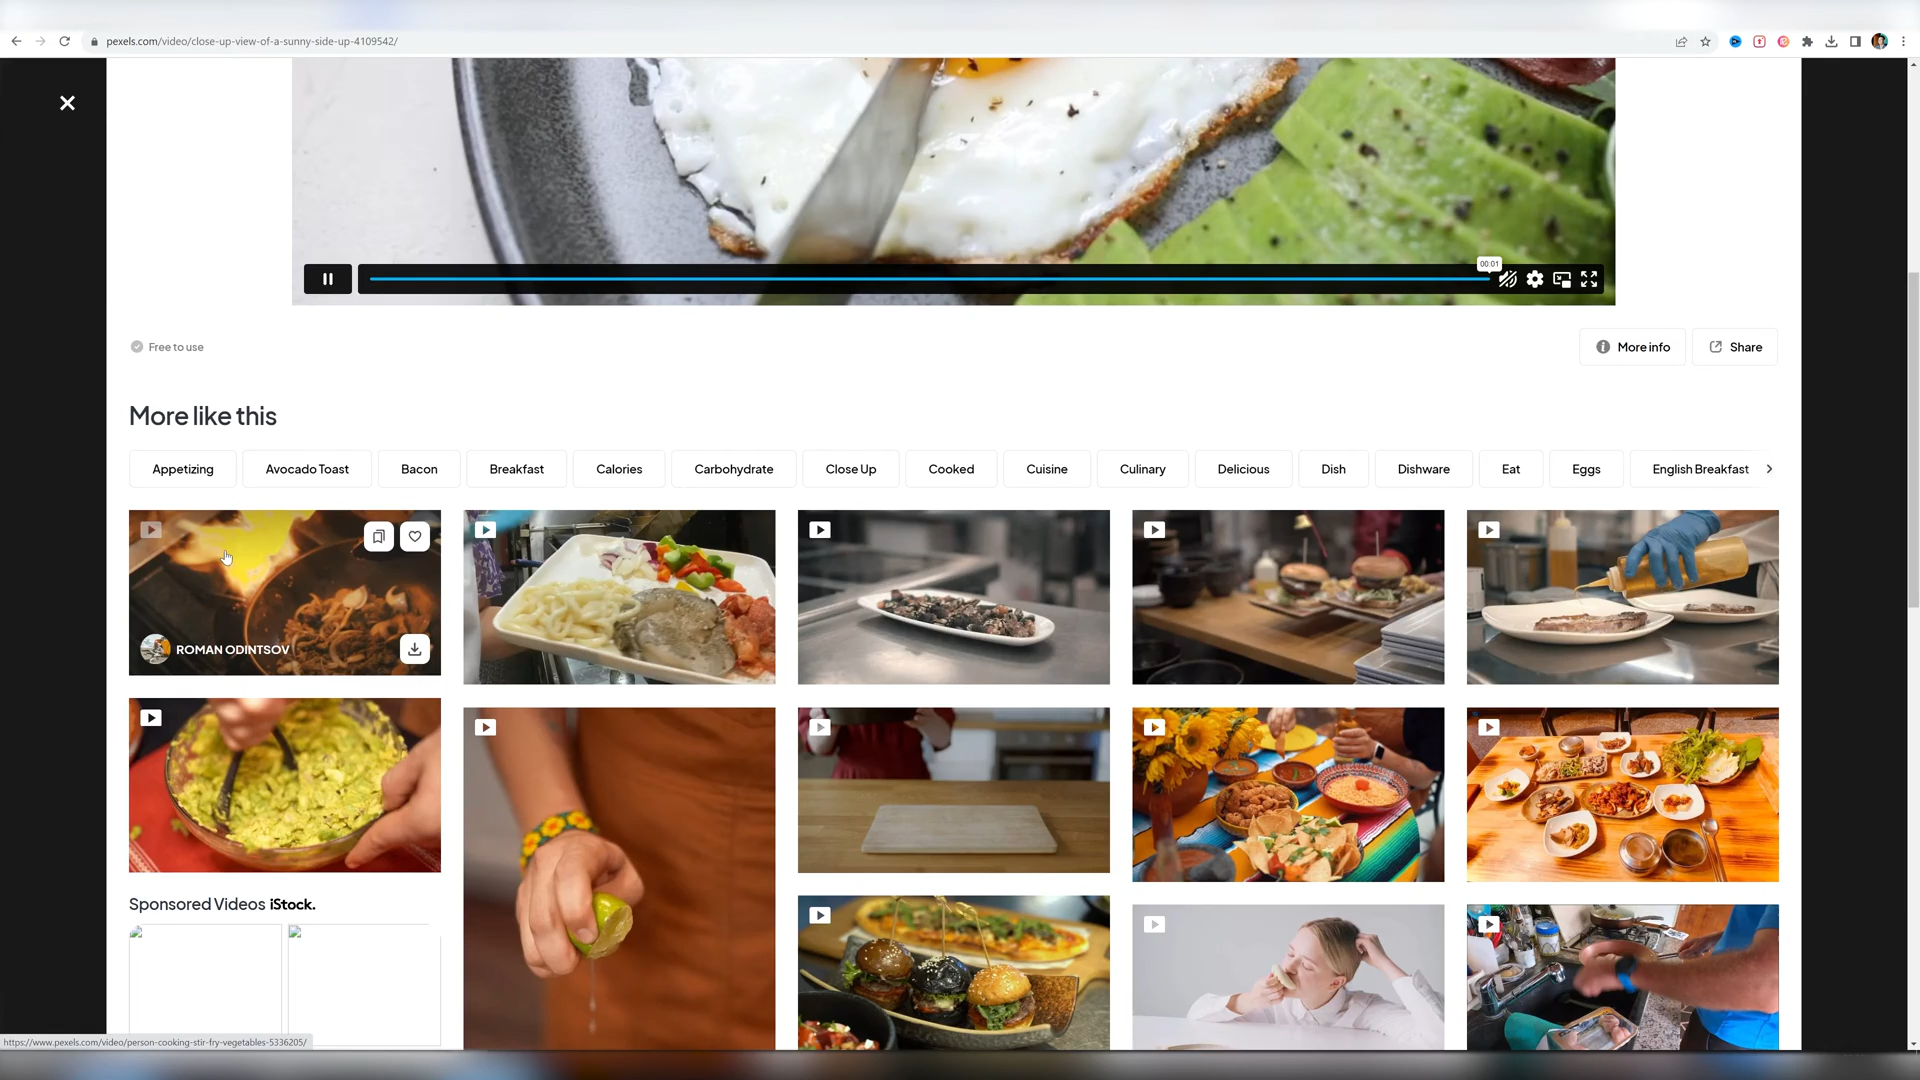 pexels.com/video/close-up-view-of-a-sunny-side-up-4109542/
00:01
Free to use
More info
Share
More like this
Appetizing
Avocado Toast
Bacon
Breakfast
Calories
Carbohydrate
Close Up
Cooked
Cuisine
Culinary
Delicious
Dish
Dishware
Eat
Eggs
English Breakfast
ROMAN ODINTSOV
Sponsored Videos iStock.
https://www.pexels.com/video/person-cooking-stir-fry-vegetables-5336205/